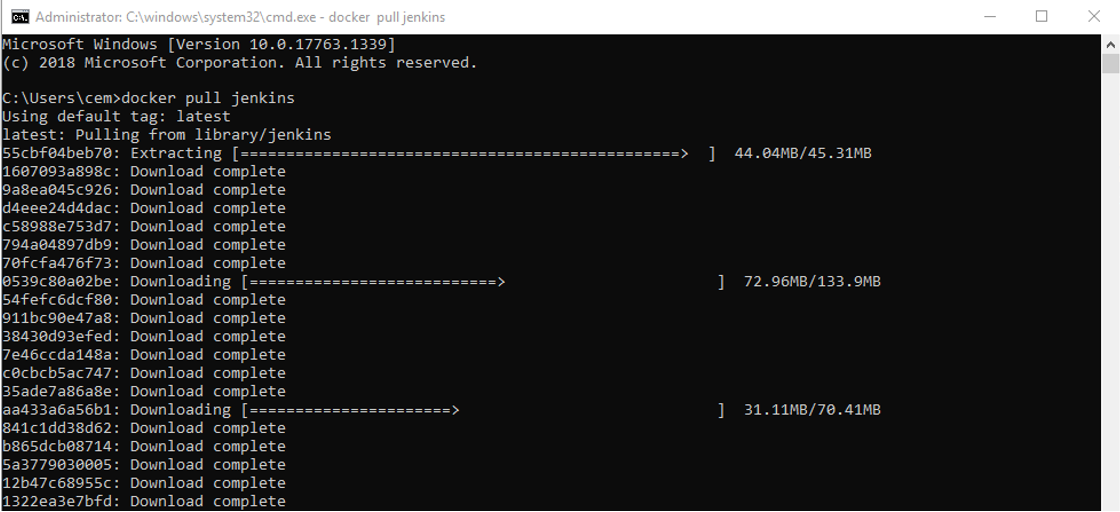 Administrator: C:\windows\system32\cmd.exe - docker  pull jenkins
Microsoft Windows [Version 10.0.17763.1339]
(c) 2018 Microsoft Corporation. All rights reserved.
C:\Users\cem>docker pull jenkins
Using default tag: latest
latest: Pulling from library/jenkins
55cbf04beb70: Extracting [================================================>  ]  44.04MB/45.31MB
1607093a898c: Download complete
9a8ea045c926: Download complete
d4eee24d4dac: Download complete
c58988e753d7: Download complete
794a04897db9: Download complete
70fcfa476f73: Download complete
0539c80a02be: Downloading [===========================>                       ]  72.96MB/133.9MB
54fefc6dcf80: Download complete
911bc90e47a8: Download complete
38430d93efed: Download complete
7e46ccda148a: Download complete
c0cbcb5ac747: Download complete
35ade7a86a8e: Download complete
aa433a6a56b1: Downloading [======================>                            ]  31.11MB/70.41MB
841c1dd38d62: Download complete
b865dcb08714: Download complete
5a3779030005: Download complete
12b47c68955c: Download complete
1322ea3e7bfd: Download complete